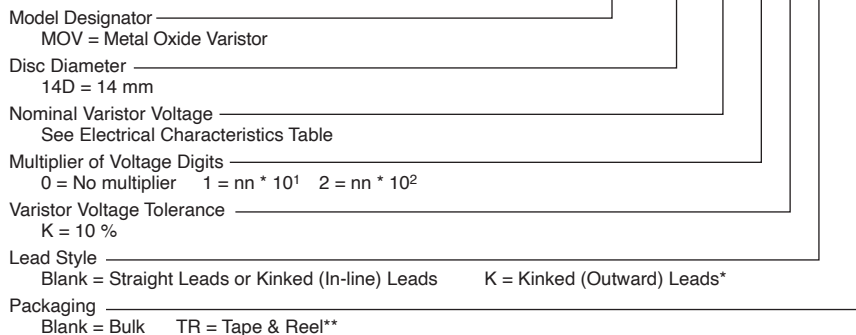 Model Designator
MOV = Metal Oxide Varistor
Disc Diameter
14D = 14 mm
Nominal Varistor Voltage
See Electrical Characteristics Table
Multiplier of Voltage Digits
0 = No multiplier 1 = nn * 10¹ 2 = nn * 10²
Varistor Voltage Tolerance
K = 10 %
Lead Style
Blank = Straight Leads or Kinked (In-line) Leads K = Kinked (Outward) Leads*
Packaging
Blank = Bulk TR = Tape & Reel**